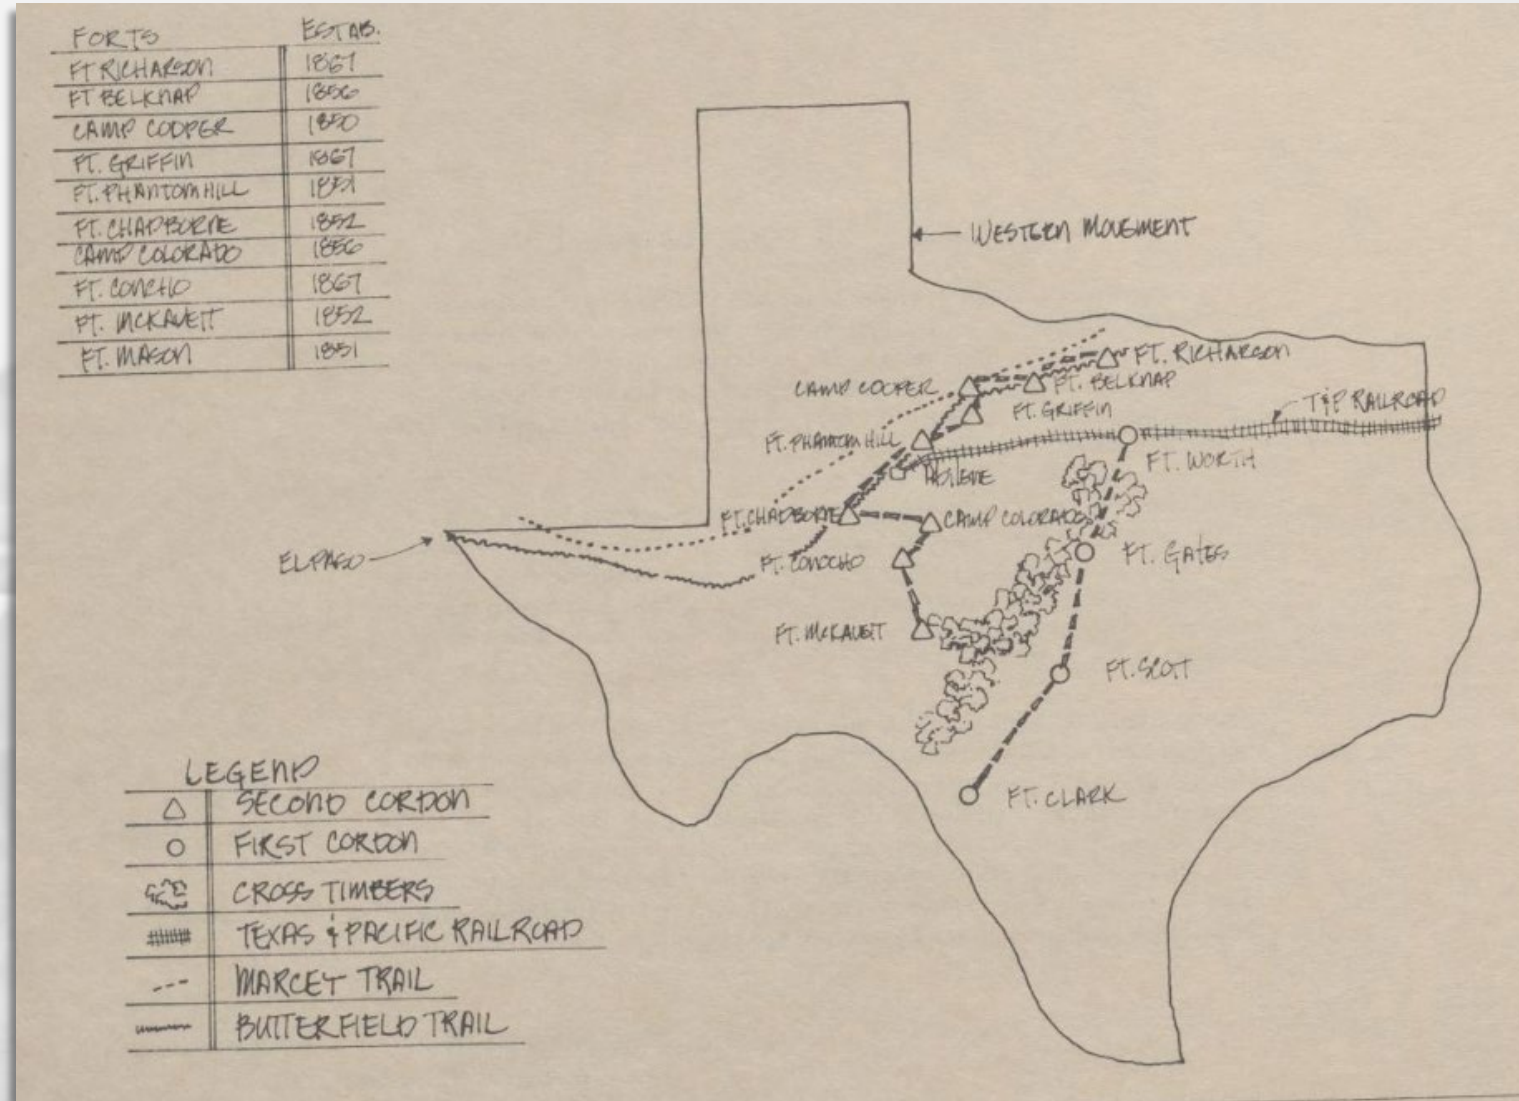 FORTS ESTAB.
FT RICHARSON 1867
FT BELKNAP 1856
CAMP COOPER 1850
FT. GRIFFIN 1867
FT. PHANTOM HILL 1851
FT. CHADBORNE 1852
CAMP COLORADO 1856
FT. CONCHO 1867
FT. MCKAVEIT 1852
FT. MASON 1851
WESTERN MOVEMENT
FT. RICHARSON
CAMP COOPER
FT. BELKNAP
FT. GRIFFIN
T&P RAILROAD
FT. PHANTOM HILL
ABILENE
FT. WORTH
FT. CHADBORNE
CAMP COLORADO
EL PASO
FT. CONOCHO
FT. GATES
FT. MCKAVEIT
FT. SCOTT
FT. CLARK
LEGEND
SECOND CORDON
FIRST CORDON
CROSS TIMBERS
TEXAS & PACIFIC RAILROAD
MARCEY TRAIL
BUTTERFIELD TRAIL